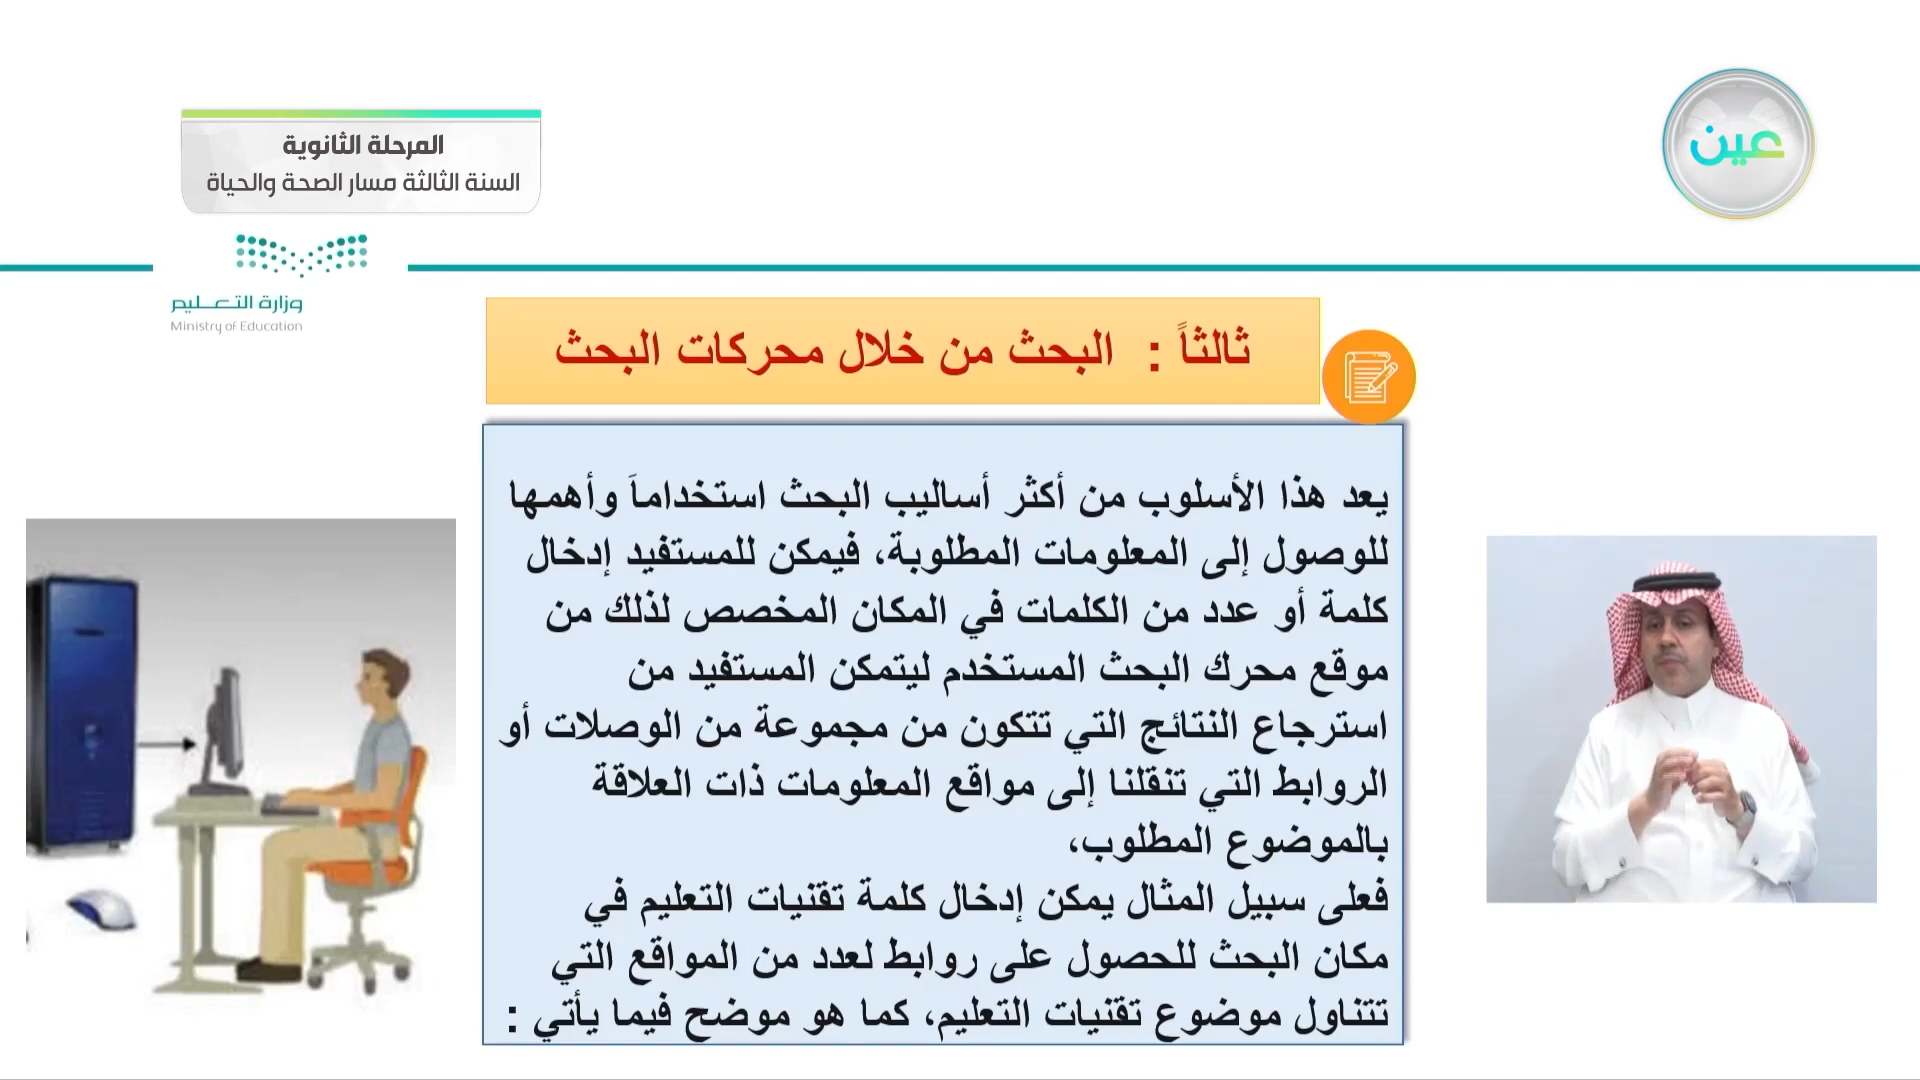 عين
المرحلة الثانوية
السنة الثالثة مسار الصحة والحياة
وزارة التعـــليم
Ministry of Education
ثالثاً : البحث من خلال محركات البحث
يعد هذا الأسلوب من أكثر أساليب البحث استخداماَ وأهمها
للوصول إلى المعلومات المطلوبة، فيمكن للمستفيد إدخال
كلمة أو عدد من الكلمات في المكان المخصص لذلك من
موقع محرك البحث المستخدم ليتمكن المستفيد من
استرجاع النتائج التي تتكون من مجموعة من الوصلات أو
الروابط التي تنقلنا إلى مواقع المعلومات ذات العلاقة
بالموضوع المطلوب،
فعلى سبيل المثال يمكن إدخال كلمة تقنيات التعليم في
مكان البحث للحصول على روابط لعدد من المواقع التي
تتناول موضوع تقنيات التعليم، كما هو موضح فيما يأتي :